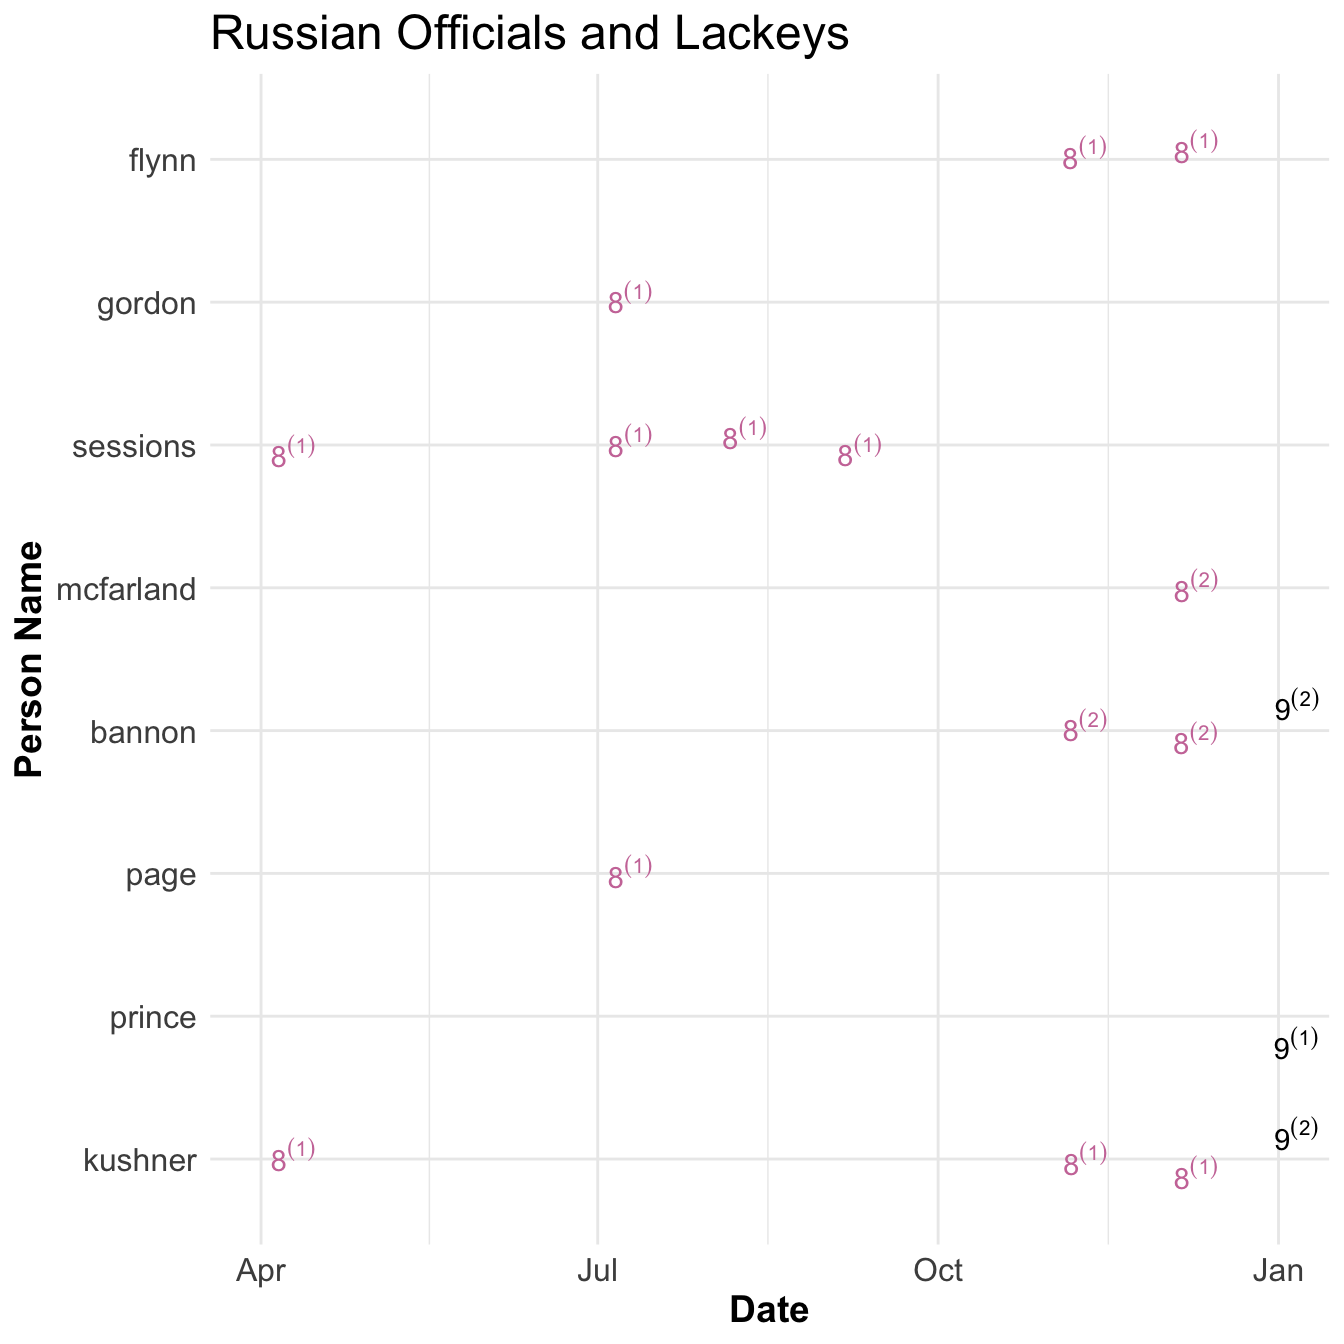 Russian Officials and Lackeys
flynn 8(1) 8(1)
gordon 8(1)
sessions 8(1) 8(1) 8(1) 8(1)
mcfarland 8(2)
bannon 8(2) 8(2) 9(2)
page 8(1)
prince 9(1)
kushner 8(1) 8(1) 8(1) 9(2)
Person Name
Apr Jul Oct Jan
Date